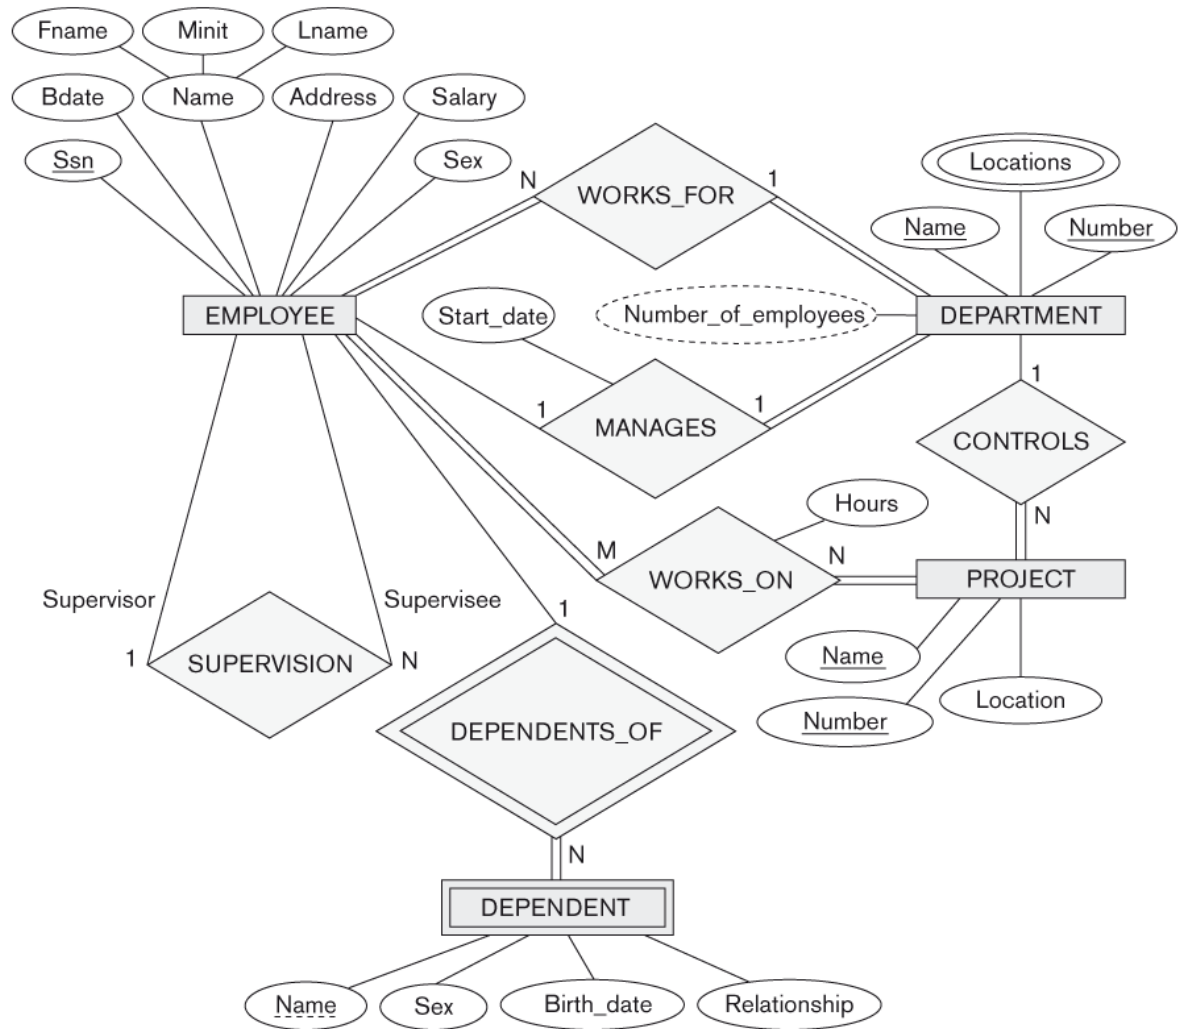 Fname
Minit
Lname
Bdate
Name
Address
Salary
Ssn
Sex
N
WORKS_FOR
1
Locations
Name
Number
EMPLOYEE
Start_date
Number_of_employees
DEPARTMENT
1
MANAGES
1
1
CONTROLS
N
Hours
M
WORKS_ON
N
PROJECT
Supervisor
Supervisee
1
SUPERVISION
N
1
Name
Number
Location
DEPENDENTS_OF
N
DEPENDENT
Name
Sex
Birth_date
Relationship